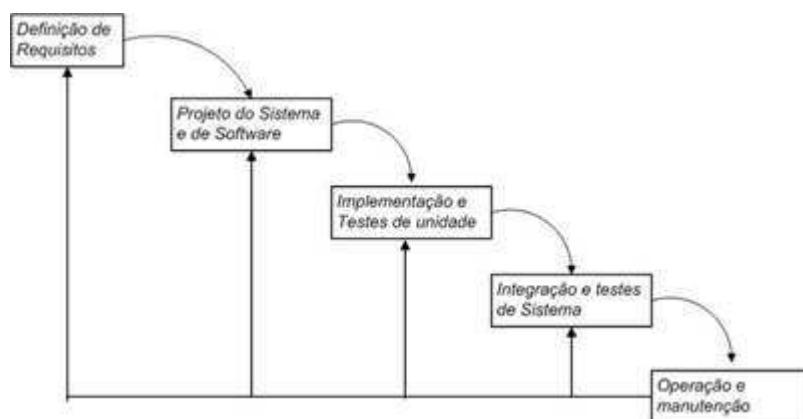 Definição de
Requisitos
Projeto do Sistema
e de Software
Implementação e
Testes de unidade
Integração e testes
de Sistema
Operação e
manutenção